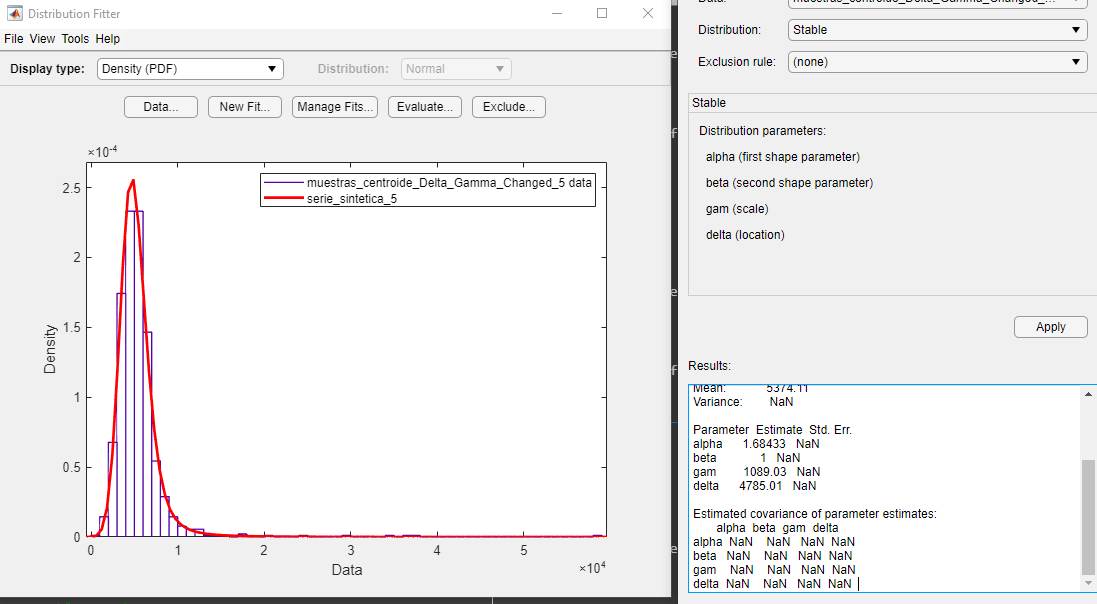 Distribution Fitter
File View Tools Help
Display type: Density (PDF) Distribution: Normal
Data... New Fit... Manage Fits... Evaluate... Exclude...
×10^-4
2.5
2
1.5
1
0.5
0
Density
muestras_centroide_Delta_Gamma_Changed_5 data
serie_sintetica_5
0 1 2 3 4 5
Data
×10^4
Data: muestras_centroide_Delta_Gamma_Changed_...
Distribution: Stable
Exclusion rule: (none)
Stable
Distribution parameters:
alpha (first shape parameter)
beta (second shape parameter)
gam (scale)
delta (location)
Apply
Results:
Mean: 5374.11
Variance: NaN
Parameter Estimate Std. Err.
alpha 1.68433 NaN
beta 1 NaN
gam 1089.03 NaN
delta 4785.01 NaN
Estimated covariance of parameter estimates:
alpha beta gam delta
alpha NaN NaN NaN NaN
beta NaN NaN NaN NaN
gam NaN NaN NaN NaN
delta NaN NaN NaN NaN